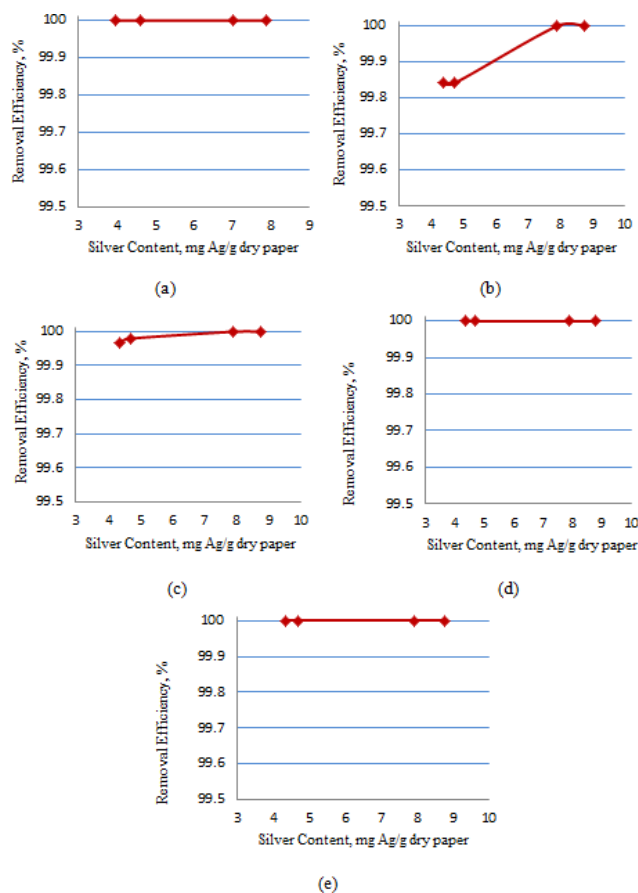 100
99.9
99.8
99.7
99.6
99.5
Removal Efficiency, %
3 4 5 6 7 8 9
Silver Content, mg Ag/g dry paper
(a)
100
99.9
99.8
99.7
99.6
99.5
Removal Efficiency, %
3 4 5 6 7 8 9 10
Silver Content, mg Ag/g dry paper
(b)
100
99.9
99.8
99.7
99.6
99.5
Removal Efficiency, %
3 4 5 6 7 8 9 10
Silver Content, mg Ag/g dry paper
(c)
100
99.9
99.8
99.7
99.6
99.5
Removal Efficiency, %
3 4 5 6 7 8 9 10
Silver Content, mg Ag/g dry paper
(d)
100
99.9
99.8
99.7
99.6
99.5
Removal Efficiency, %
3 4 5 6 7 8 9 10
Silver Content, mg Ag/g dry paper
(e)